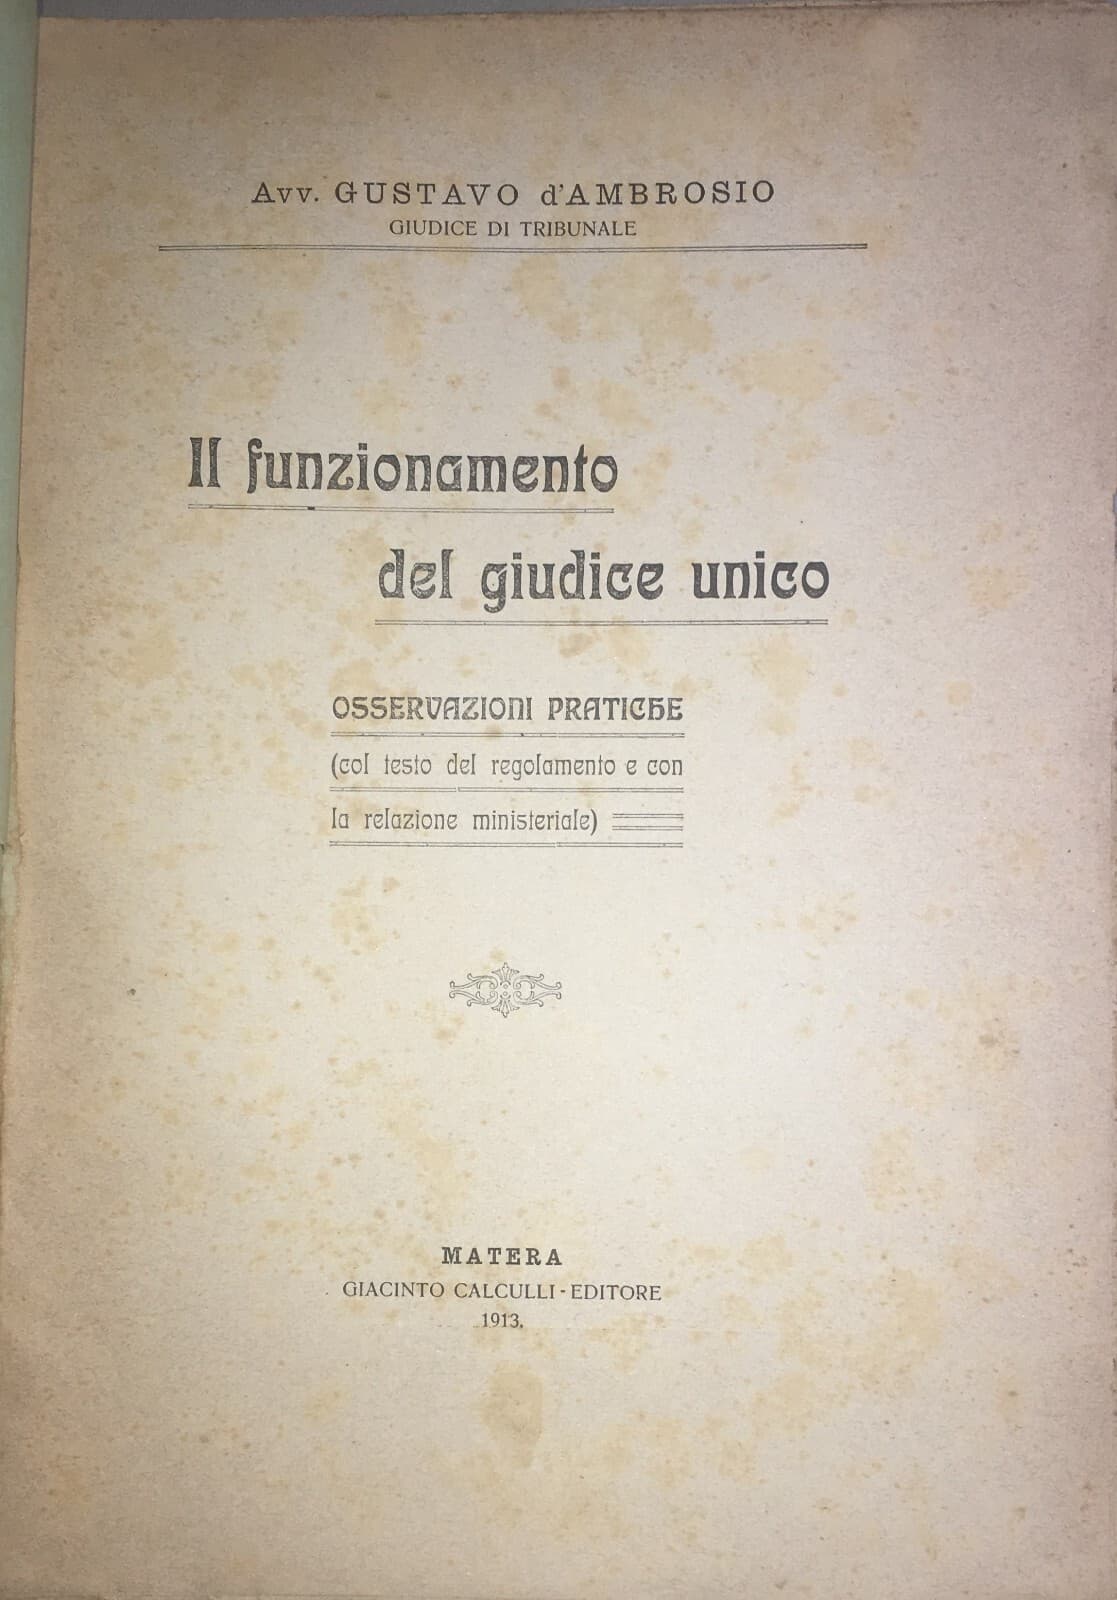 Avv. GUSTAVO d'AMBROSIO
GIUDICE DI TRIBUNALE
Il funzionamento
del giudice unico
OSSERVAZIONI PRATICHE
(col testo del regolamento e con
la relazione ministeriale)
MATERA
GIACINTO CALCULLI - EDITORE
1913.